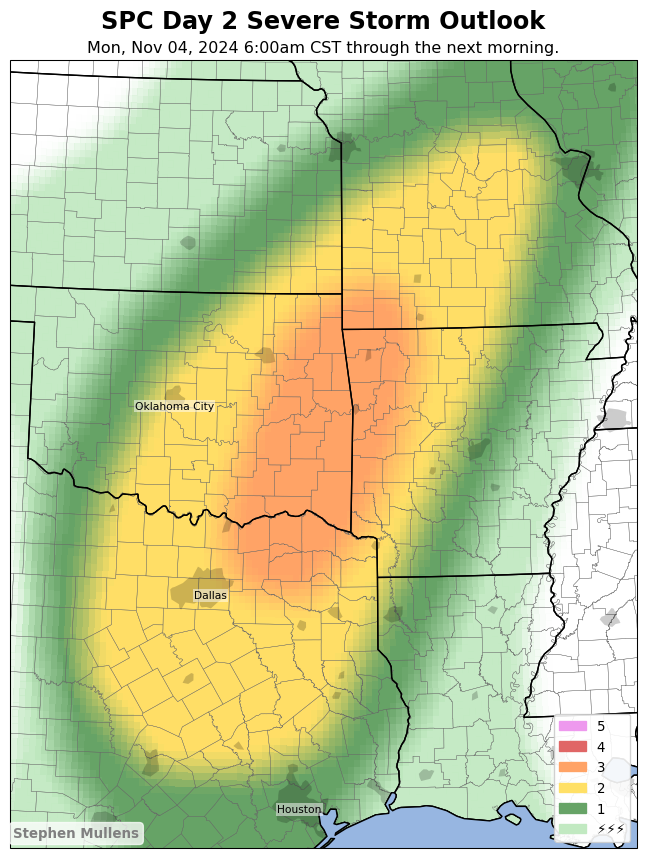 SPC Day 2 Severe Storm Outlook
Mon, Nov 04, 2024 6:00am CST through the next morning.
Oklahoma City
Dallas
Houston
5
4
3
2
1
⚡⚡⚡
Stephen Mullens